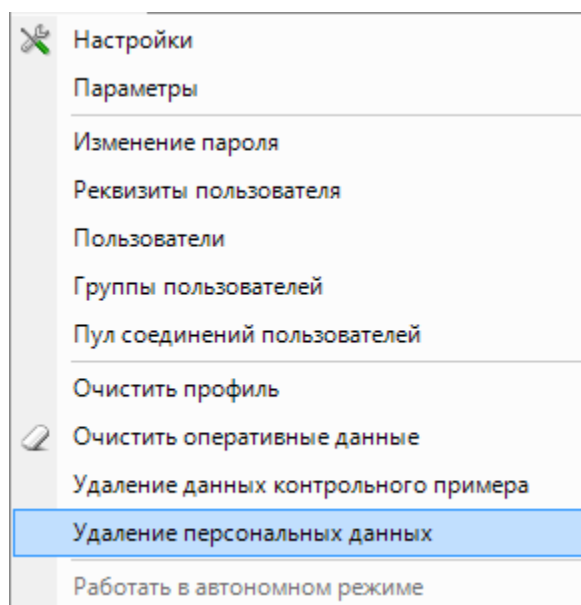 Настройки
Параметры
Изменение пароля
Реквизиты пользователя
Пользователи
Группы пользователей
Пул соединений пользователей
Очистить профиль
Очистить оперативные данные
Удаление данных контрольного примера
Удаление персональных данных
Работать в автономном режиме